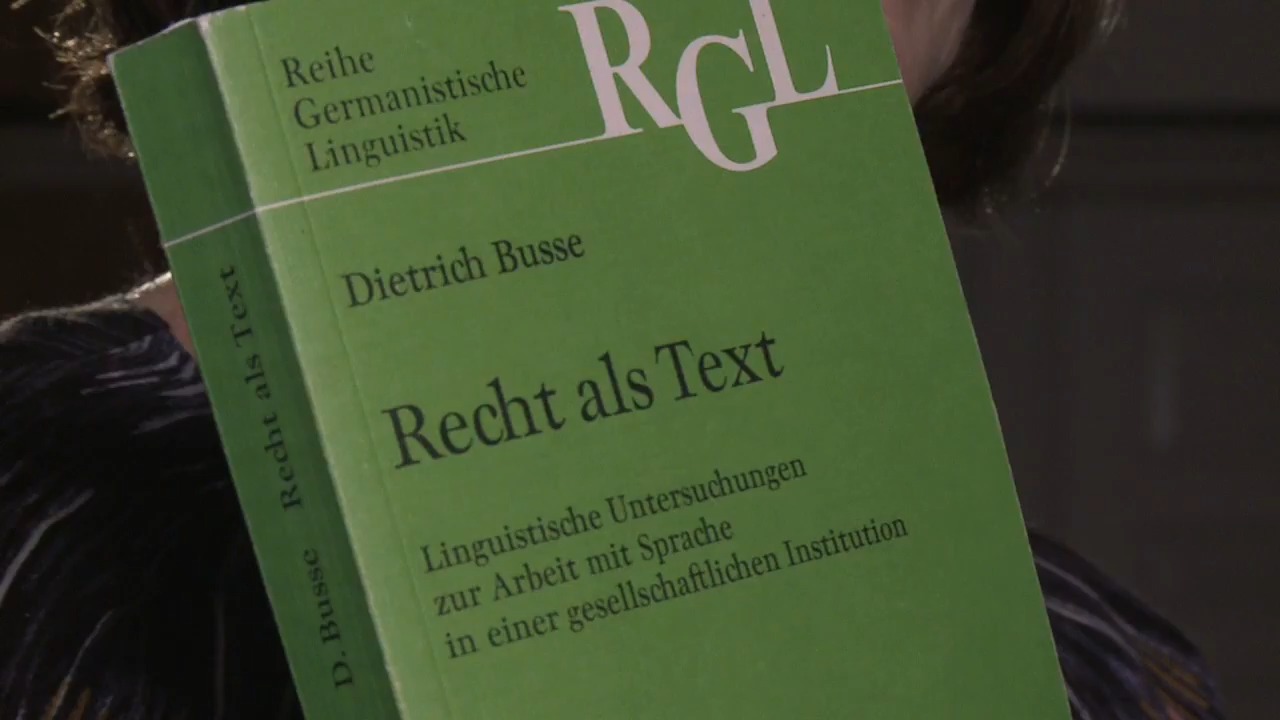 Reihe
Germanistische
Linguistik
RGL
Dietrich Busse
Recht als Text
Linguistische Untersuchungen
zur Arbeit mit Sprache
in einer gesellschaftlichen Institution
D. Busse Recht als Text